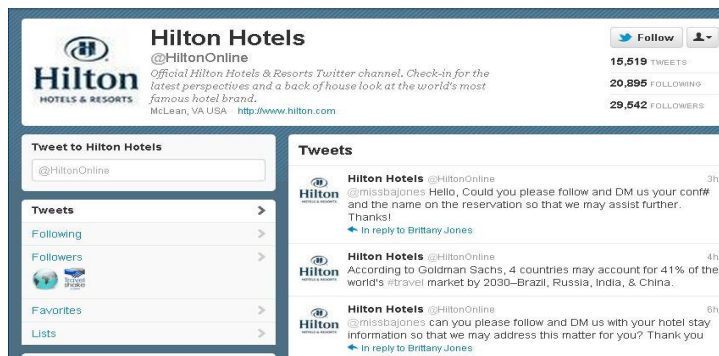 Hilton
HOTELS & RESORTS
Hilton Hotels
@HiltonOnline
Official Hilton Hotels & Resorts Twitter channel. Check-in for the
latest perspectives and a back of house look at the world's most
famous hotel brand.
McLean, VA USA · http://www.hilton.com
Follow
15,519 TWEETS
20,895 FOLLOWING
29,542 FOLLOWERS
Tweet to Hilton Hotels
@HiltonOnline
Tweets
Following
Followers
Favorites
Lists
Tweets
Hilton
Hilton Hotels @HiltonOnline 3h
@missbajones Hello, Could you please follow and DM us your conf#
and the name on the reservation so that we may assist further.
Thanks!
In reply to Brittany Jones
Hilton
Hilton Hotels @HiltonOnline 4h
According to Goldman Sachs, 4 countries may account for 41% of the
world's #travel market by 2030–Brazil, Russia, India, & China.
Hilton
Hilton Hotels @HiltonOnline 6h
@missbajones can you please follow and DM us with your hotel stay
information so that we may address this matter for you? Thank you
In reply to Brittany Jones